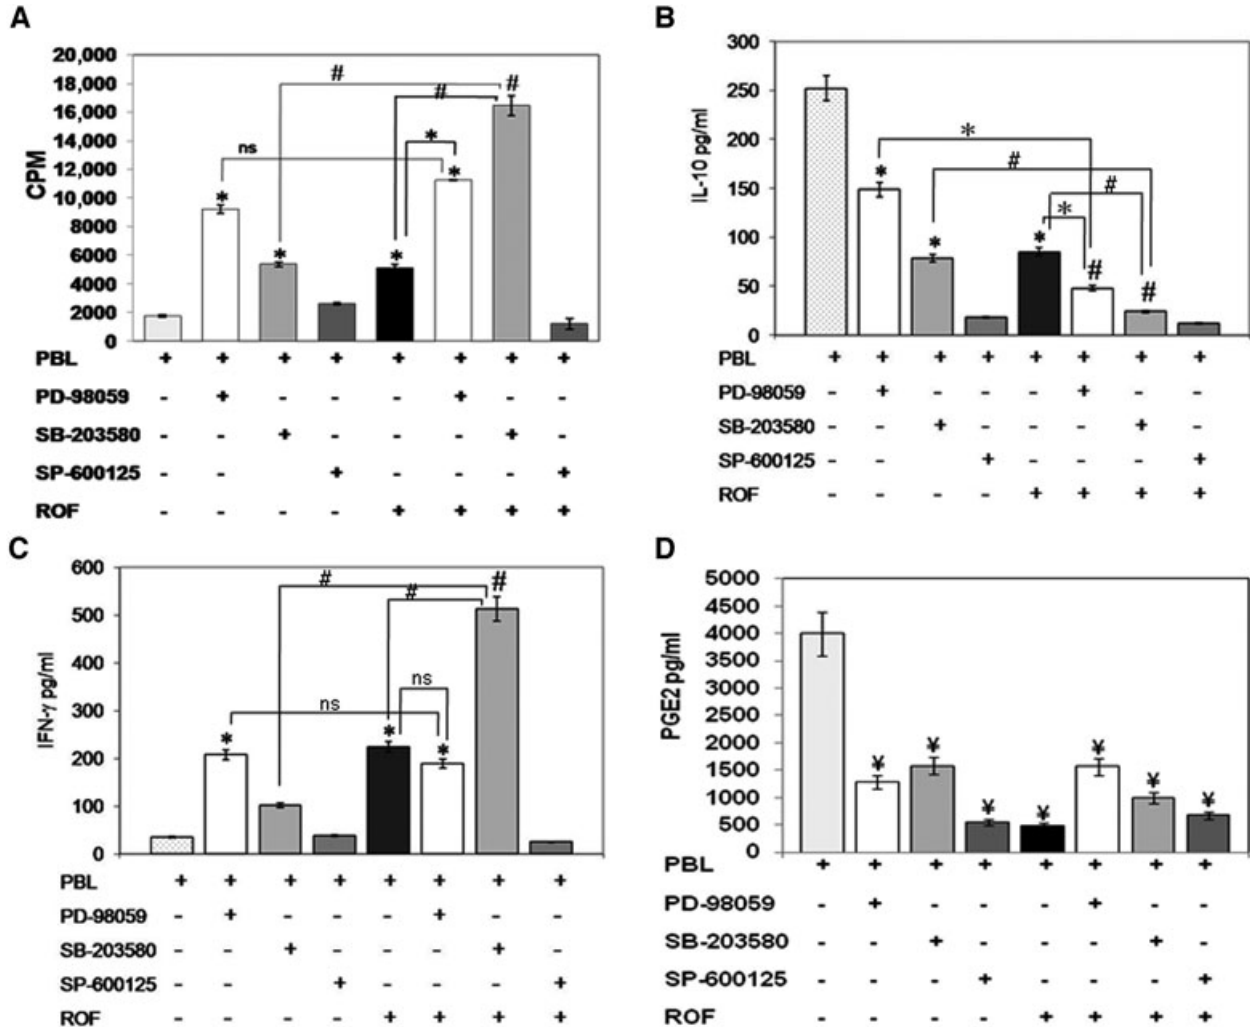 A
20,000
18,000
16,000
14,000
12,000
10,000
8,000
6000
4000
2000
0
CPM
#
#
#
*
ns
*
*
*
*
PBL + + + + + + + +
PD-98059 - + - - - + - -
SB-203580 - - + - - - + -
SP-600125 - - - + - - - +
ROF - - - - + + + +
B
300
250
200
150
100
50
0
IL-10 pg/ml
*
#
#
*
*
*
*
#
#
PBL + + + + + + + +
PD-98059 - + - - - + - -
SB-203580 - - + - - - + -
SP-600125 - - - + - - - +
ROF - - - - + + + +
C
600
500
400
300
200
100
0
IFN-γ pg/ml
#
#
#
ns
ns
*
*
*
PBL + + + + + + + +
PD-98059 - + - - - + - -
SB-203580 - - + - - - + -
SP-600125 - - - + - - - +
ROF - - - - + + + +
D
5000
4500
4000
3500
3000
2500
2000
1500
1000
500
0
PGE2 pg/ml
¥
¥
¥
¥
¥
¥
¥
PBL + + + + + + + +
PD-98059 - + - - - + - -
SB-203580 - - + - - - + -
SP-600125 - - - + - - - +
ROF - - - - + + + +